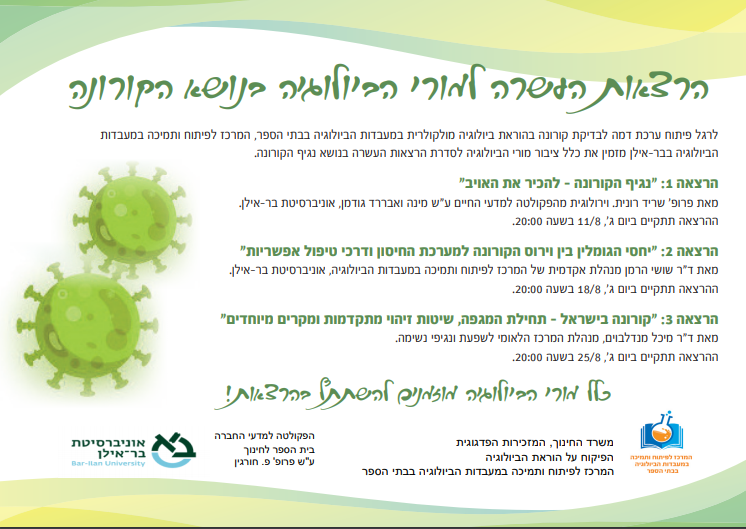 הרצאות העשרה למורי הביולוגיה בנושא הקורונה
לרגל פיתוח ערכת דמה לבדיקת קורונה בהוראת ביולוגיה מולקולרית במעבדות הביולוגיה בבתי הספר, המרכז לפיתוח ותמיכה במעבדות
הביולוגיה בבר-אילן מזמין את כלל ציבור מורי הביולוגיה לסדרת הרצאות העשרה בנושא נגיף הקורונה.
הרצאה 1: "נגיף הקורונה - להכיר את האויב"
מאת פרופ' שריד רונית. וירולוגית מהפקולטה למדעי החיים ע"ש מינה ואבררד גודמן, אוניברסיטת בר-אילן.
ההרצאה תתקיים ביום ג', 11/8 בשעה 20:00.
הרצאה 2: "יחסי הגומלין בין וירוס הקורונה למערכת החיסון ודרכי טיפול אפשריות"
מאת ד"ר שושי הרמן מנהלת אקדמית של המרכז לפיתוח ותמיכה במעבדות הביולוגיה, אוניברסיטת בר-אילן.
ההרצאה תתקיים ביום ג', 18/8 בשעה 20:00.
הרצאה 3: "קורונה בישראל - תחילת המגפה, שיטות זיהוי מתקדמות ומקרים מיוחדים"
מאת ד"ר מיכל מנדלבוים, מנהלת המרכז הלאומי לשפעת ונגיפי נשימה.
ההרצאה תתקיים ביום ג', 25/8 בשעה 20:00.
כלל מורי הביולוגיה מוזמנים להשתתף בהרצאות!
משרד החינוך, המזכירות הפדגוגית
הפיקוח על הוראת הביולוגיה
המרכז לפיתוח ותמיכה במעבדות הביולוגיה בבתי הספר
המרכז לפיתוח ותמיכה
במעבדות הביולוגיה
בבתי הספר
הפקולטה למדעי החברה
בית הספר לחינוך
ע"ש פרופ' פ. חורגין
אוניברסיטת
בר-אילן
Bar-Ilan University